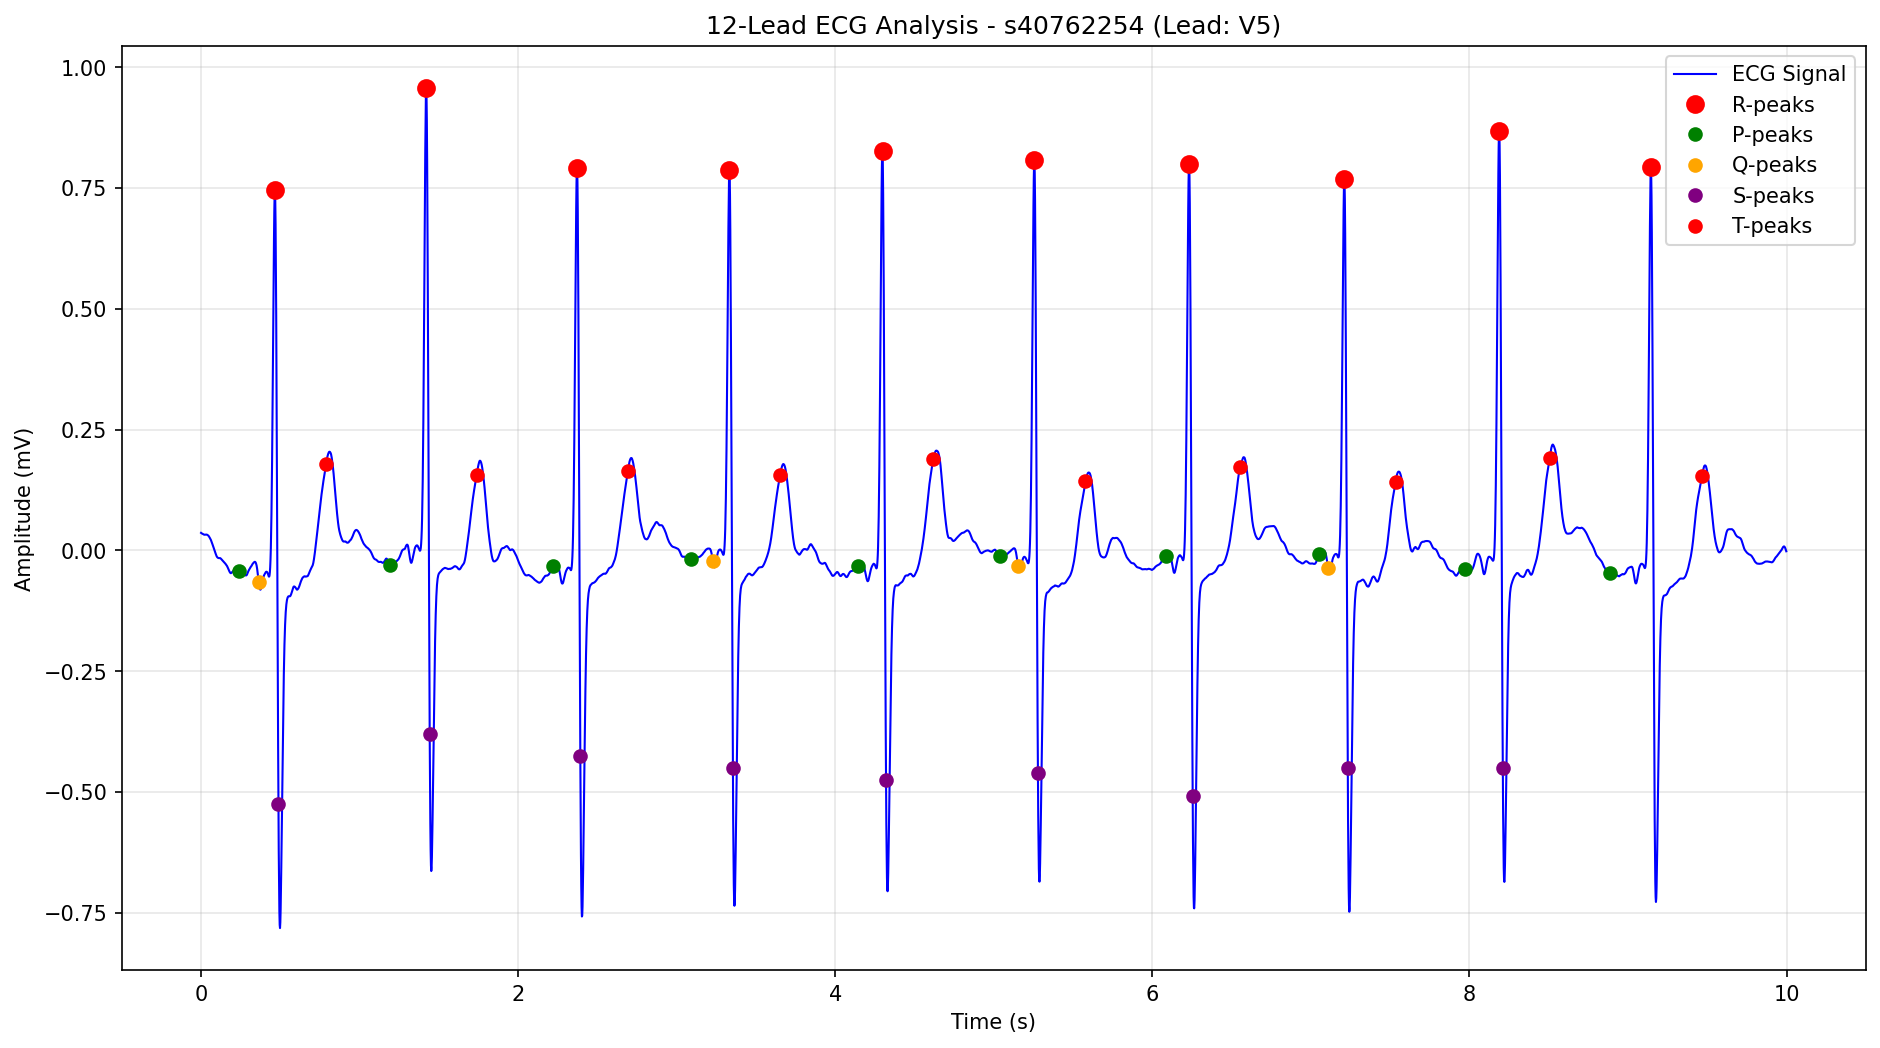 12-Lead ECG Analysis - s40762254 (Lead: V5)
ECG Signal
R-peaks
P-peaks
Q-peaks
S-peaks
T-peaks
Amplitude (mV)
1.00
0.75
0.50
0.25
0.00
−0.25
−0.50
−0.75
0 2 4 6 8 10
Time (s)